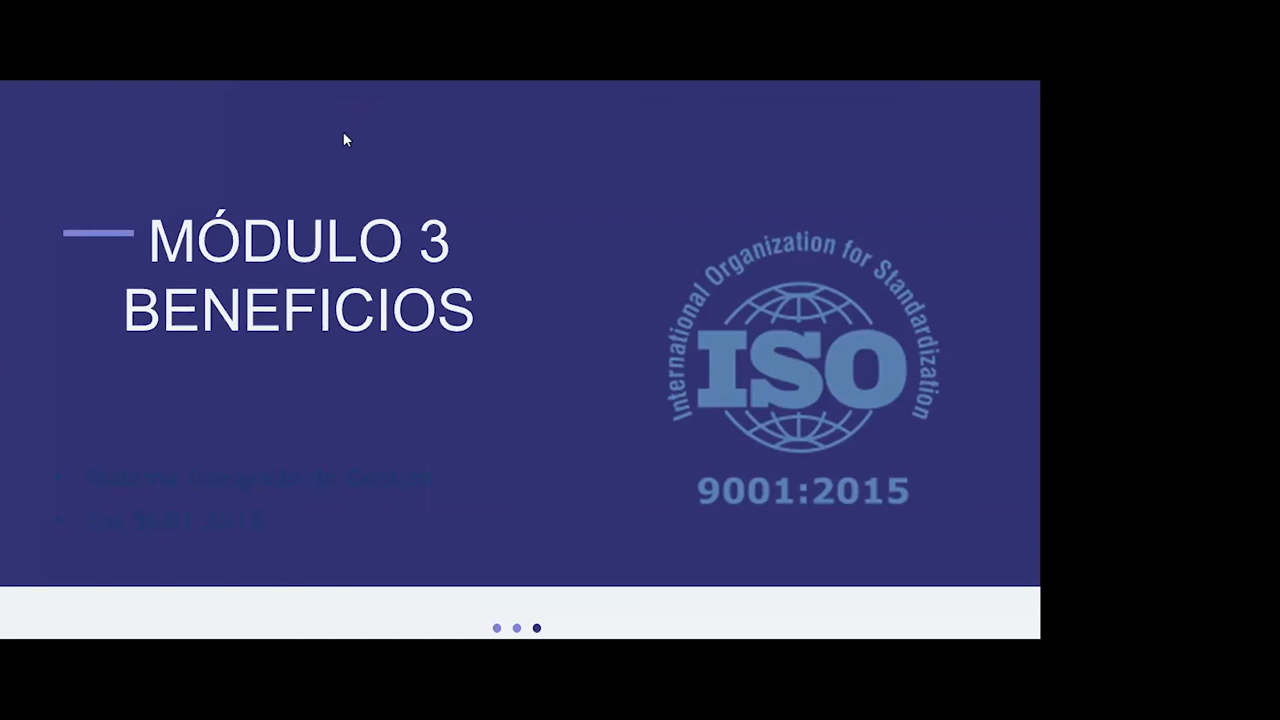 MÓDULO 3
BENEFICIOS
International Organization for Standardization
ISO
9001:2015